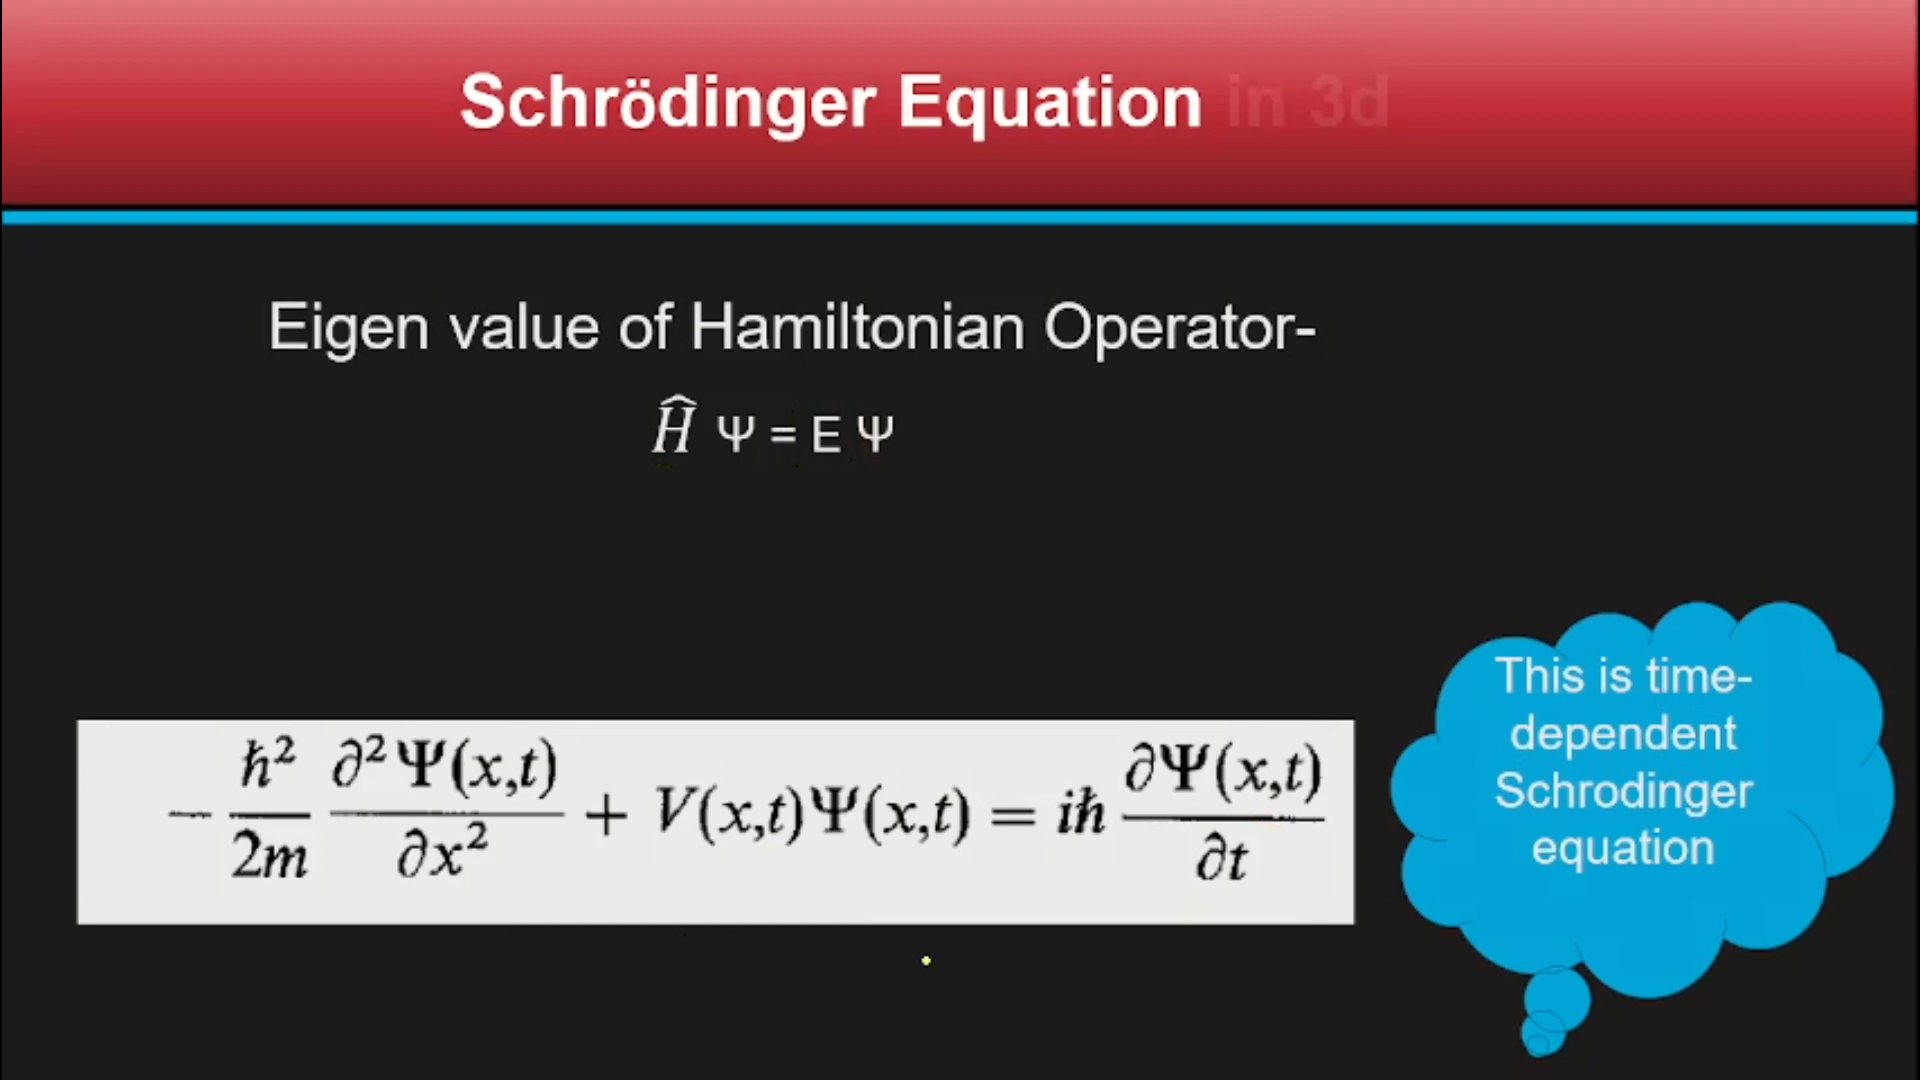 Schrödinger Equation in 3d
Eigen value of Hamiltonian Operator-
Ĥ Ψ = E Ψ
This is time-
dependent
Schrodinger
equation
− ℏ²/2m ∂²Ψ(x,t)/∂x² + V(x,t)Ψ(x,t) = iℏ ∂Ψ(x,t)/∂t